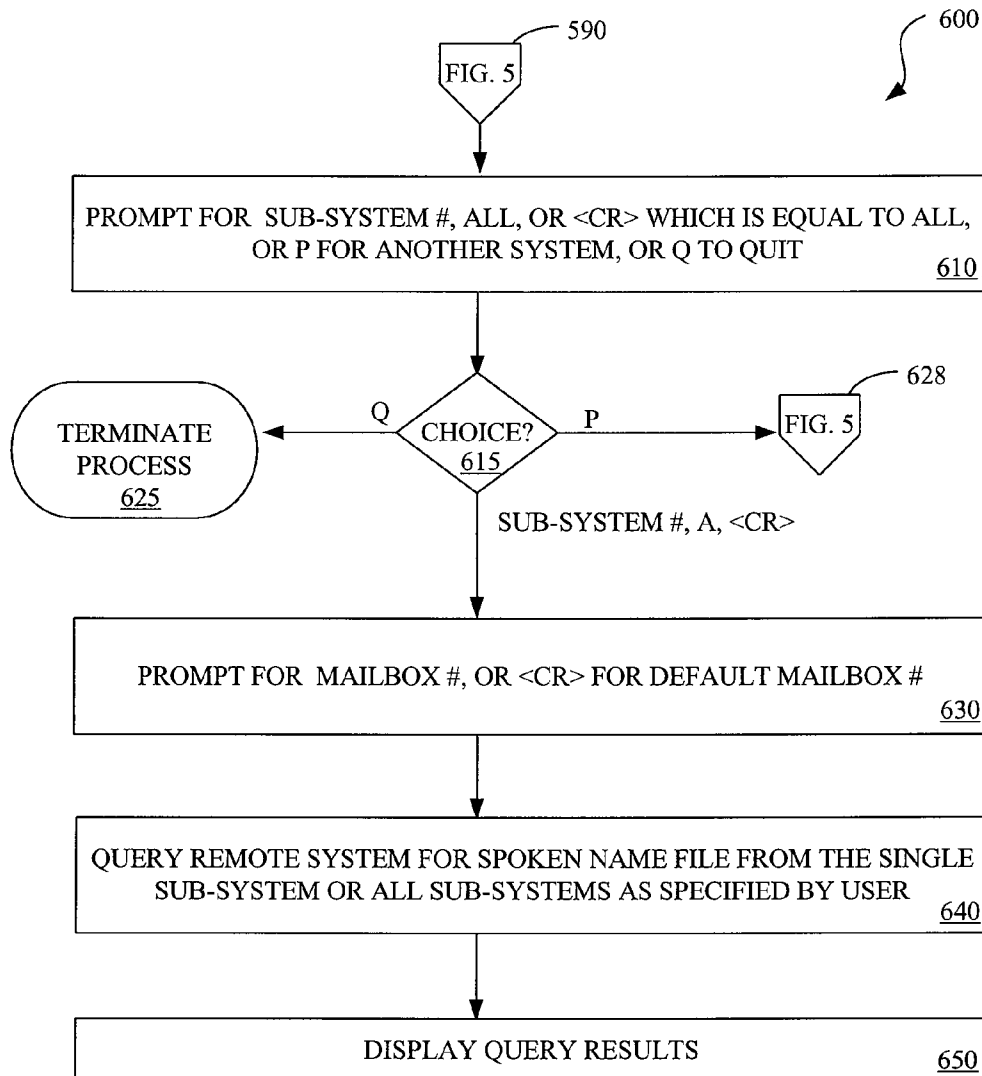 600
590
FIG. 5
PROMPT FOR SUB-SYSTEM #, ALL, OR <CR> WHICH IS EQUAL TO ALL,
OR P FOR ANOTHER SYSTEM, OR Q TO QUIT
610
628
Q
CHOICE?
615
P
FIG. 5
TERMINATE
PROCESS
625
SUB-SYSTEM #, A, <CR>
PROMPT FOR MAILBOX #, OR <CR> FOR DEFAULT MAILBOX #
630
QUERY REMOTE SYSTEM FOR SPOKEN NAME FILE FROM THE SINGLE
SUB-SYSTEM OR ALL SUB-SYSTEMS AS SPECIFIED BY USER
640
DISPLAY QUERY RESULTS
650